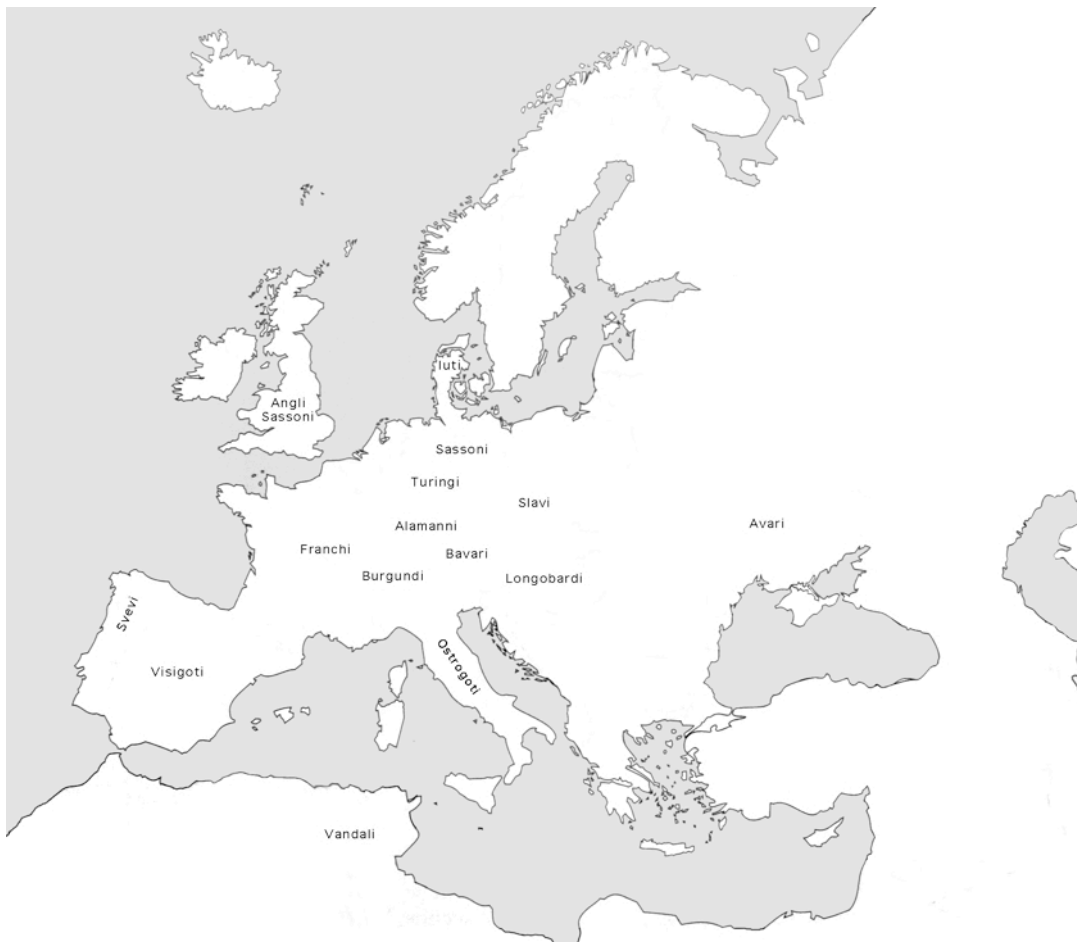 Iuti
Angli
Sassoni
Sassoni
Turingi
Slavi
Alamanni
Avari
Franchi
Bavari
Burgundi
Longobardi
Svevi
Visigoti
Ostrogoti
Vandali